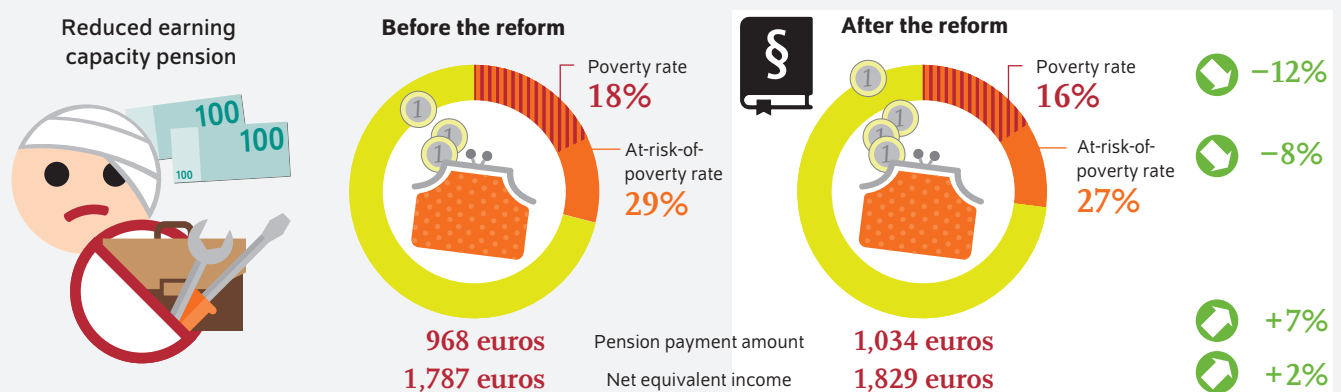 Reduced earning
capacity pension
100
100
100
Before the reform
Poverty rate
18%
At-risk-of-
poverty rate
29%
1
1
1
§
After the reform
Poverty rate
16%
At-risk-of-
poverty rate
27%
1
1
1
1
−12%
−8%
968 euros Pension payment amount 1,034 euros +7%
1,787 euros Net equivalent income 1,829 euros +2%